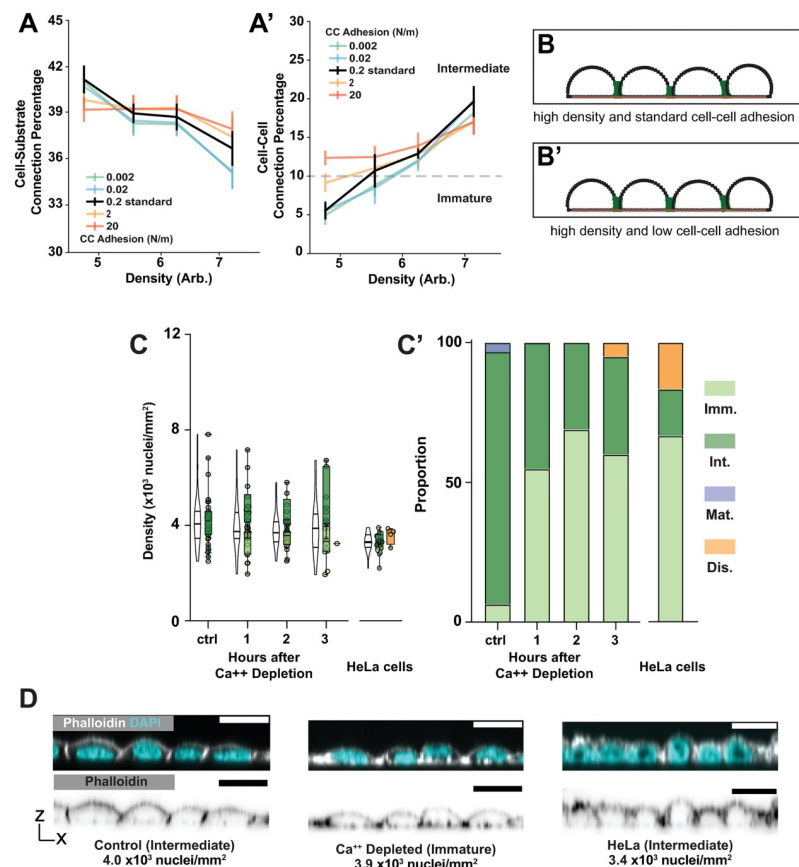 A
Cell-Substrate
Connection Percentage
45
42
39
36
33
30
0.002
0.02
0.2 standard
2
20
CC Adhesion (N/m)
5
6
7
Density (Arb.)
A'
Cell-Cell
Connection Percentage
30
25
20
15
10
5
0
CC Adhesion (N/m)
0.002
0.02
0.2 standard
2
20
Intermediate
Immature
5
6
7
Density (Arb.)
B
high density and standard cell-cell adhesion
B'
high density and low cell-cell adhesion
C
Density (x10³ nuclei/mm²)
12
8
4
0
ctrl
1
2
3
Hours after
Ca++ Depletion
HeLa cells
C'
Proportion
100
50
0
ctrl
1
2
3
Hours after
Ca++ Depletion
HeLa cells
Imm.
Int.
Mat.
Dis.
D
Phalloidin DAPI
Phalloidin
Z
X
Control (Intermediate)
4.0 x10³ nuclei/mm²
Ca⁺⁺ Depleted (Immature)
3.9 x10³ nuclei/mm²
HeLa (Intermediate)
3.4 x10³ nuclei/mm²